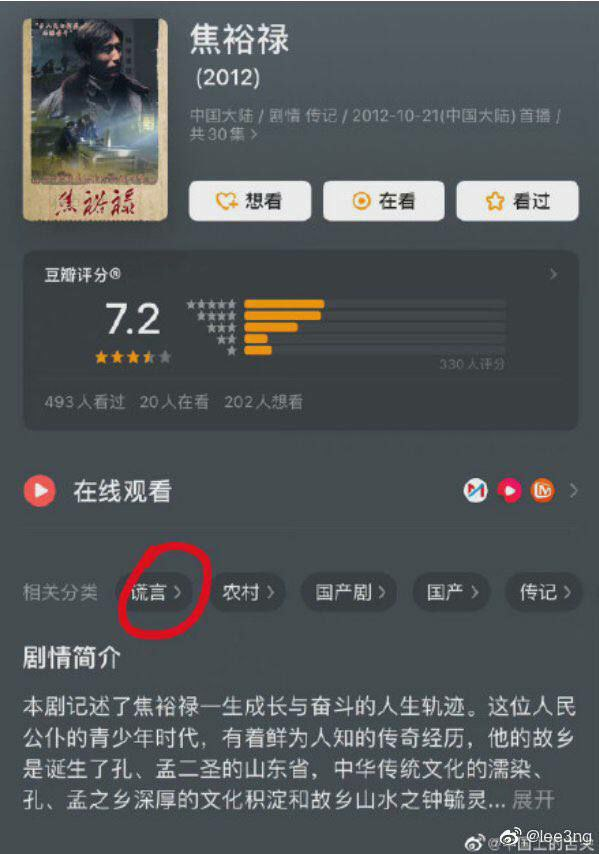 焦裕禄
(2012)
中国大陆 / 剧情 传记 / 2012-10-21(中国大陆) 首播 /
共 30 集 >
焦裕禄
想看
在看
看过
豆瓣评分® >
7.2
330 人评分
493 人看过 20 人在看 202 人想看
在线观看 >
相关分类 谎言 > 农村 > 国产剧 > 国产 > 传记 >
剧情简介
本剧记述了焦裕禄一生成长与奋斗的人生轨迹。这位人民
公仆的青少年时代，有着鲜为人知的传奇经历，他的故乡
是诞生了孔、孟二圣的山东省，中华传统文化的濡染、
孔、孟之乡深厚的文化积淀和故乡山水之钟毓灵... 展开
@lee3ng